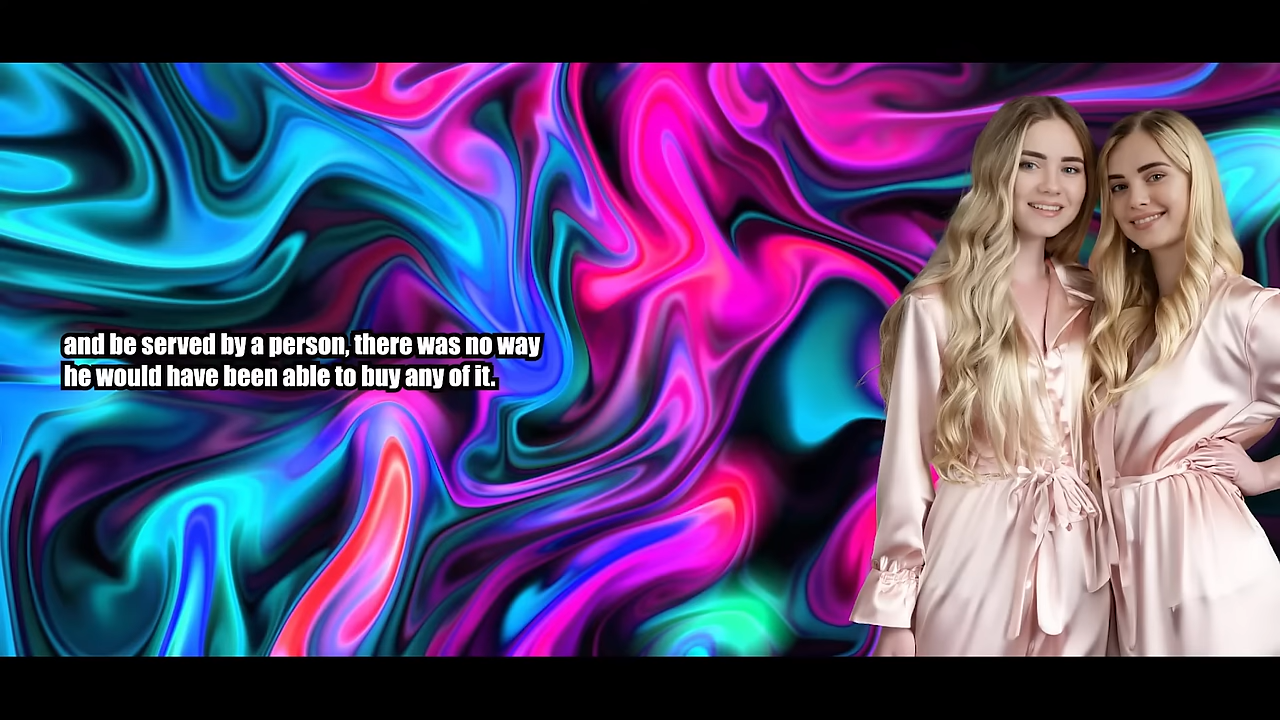 and be served by a person, there was no way
he would have been able to buy any of it.